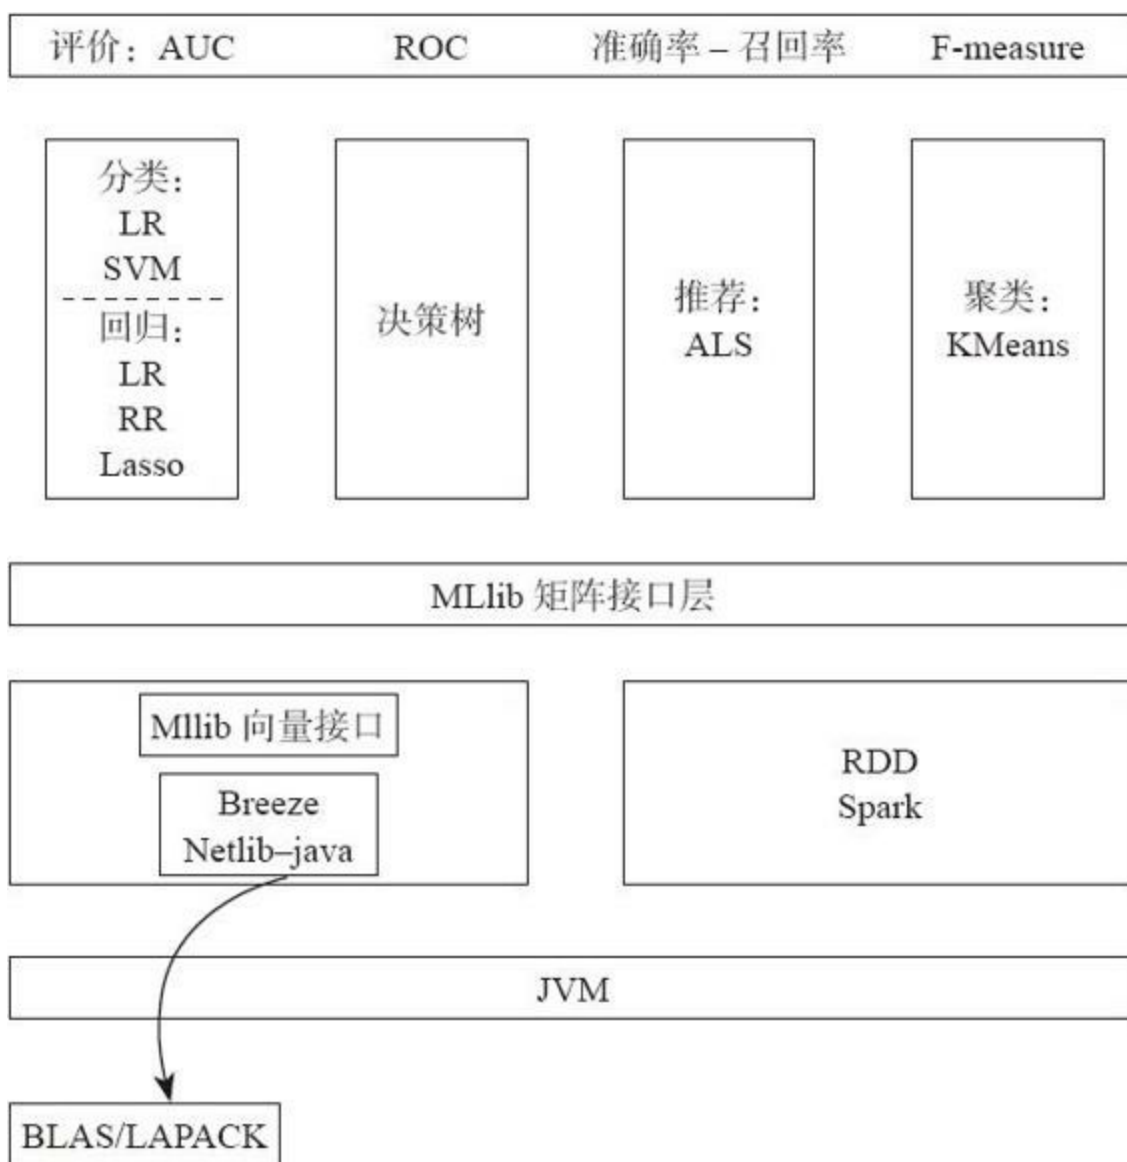 评价：AUC ROC 准确率 – 召回率 F-measure
分类：
LR
SVM
回归：
LR
RR
Lasso
决策树
推荐：
ALS
聚类：
KMeans
MLlib 矩阵接口层
Mllib 向量接口
Breeze
Netlib–java
RDD
Spark
JVM
BLAS/LAPACK